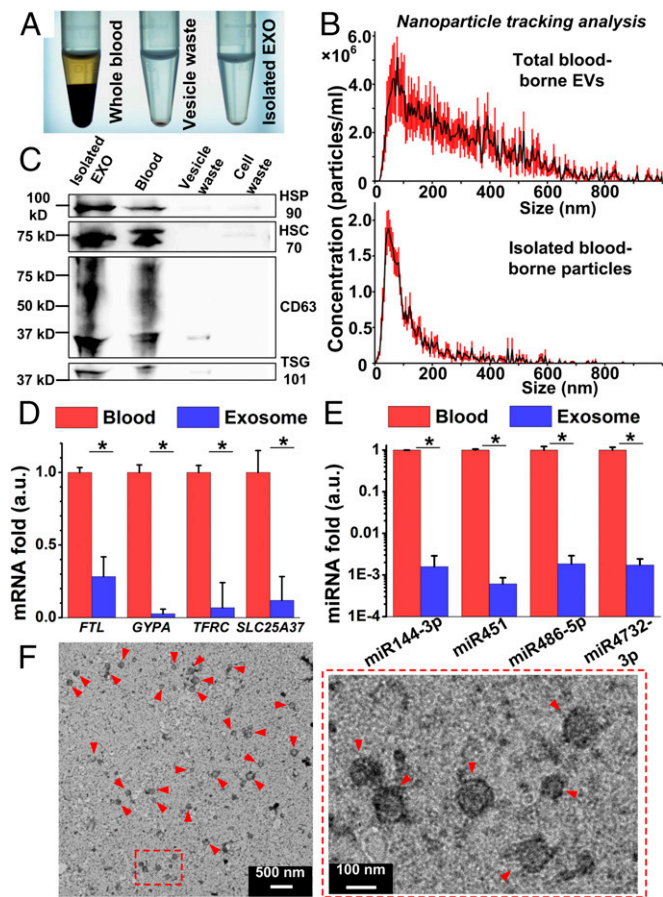 A
Whole blood
Vesicle waste
Isolated EXO
B
Nanoparticle tracking analysis
×10⁶
Total blood-
borne EVs
6.0
4.0
2.0
0
0 200 400 600 800
Size (nm)
Concentration (particles/ml)
2.1
1.6
1.1
0.5
0
Isolated blood-
borne particles
0 200 400 600 800
Size (nm)
C
Isolated
EXO
Blood
Vesicle
waste
Cell
waste
100
kD
HSP
90
75 kD
HSC
70
75 kD
50 kD
CD63
37 kD
TSG
101
37 kD
D
Blood
Exosome
mRNA fold (a.u.)
1.0
0.5
0.0
* * * *
FTL GYPA TFRC SLC25A37
E
Blood
Exosome
miRNA fold (a.u.)
1
0.1
0.01
1E-3
1E-4
* * * *
miR144-3p
miR451
miR486-5p
miR4732-
3p
F
500 nm
100 nm